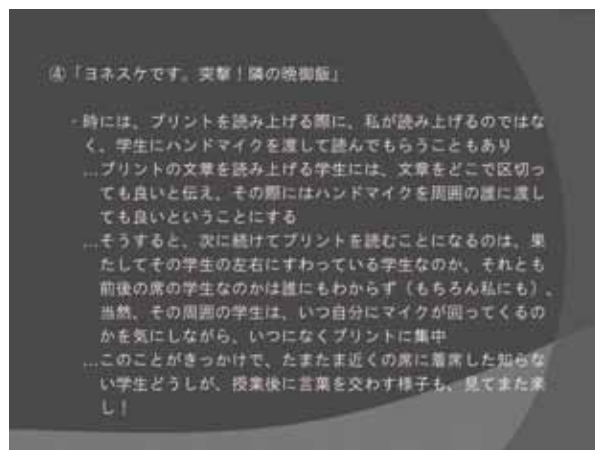 ④「ヨネスケです。突撃！隣の晩御飯」
・時には、プリントを読み上げる際に、私が読み上げるのではな
く、学生にハンドマイクを渡して読んでもらうこともあり
…プリントの文章を読み上げる学生には、文章をどこで区切っ
ても良いと伝え、その際にはハンドマイクを周囲の誰に渡し
ても良いということにする
…そうすると、次に続けてプリントを読むことになるのは、果
たしてその学生の左右にすわっている学生なのか、それとも
前後の席の学生なのかは誰にもわからず（もちろん私にも）。
当然、その周囲の学生は、いつ自分にマイクが回ってくるの
かを気にしながら、いつになくプリントに集中
…このことがきっかけで、たまたま近くの席に着席した知らな
い学生どうしが、授業後に言葉を交わす様子も、見てまた楽
し！